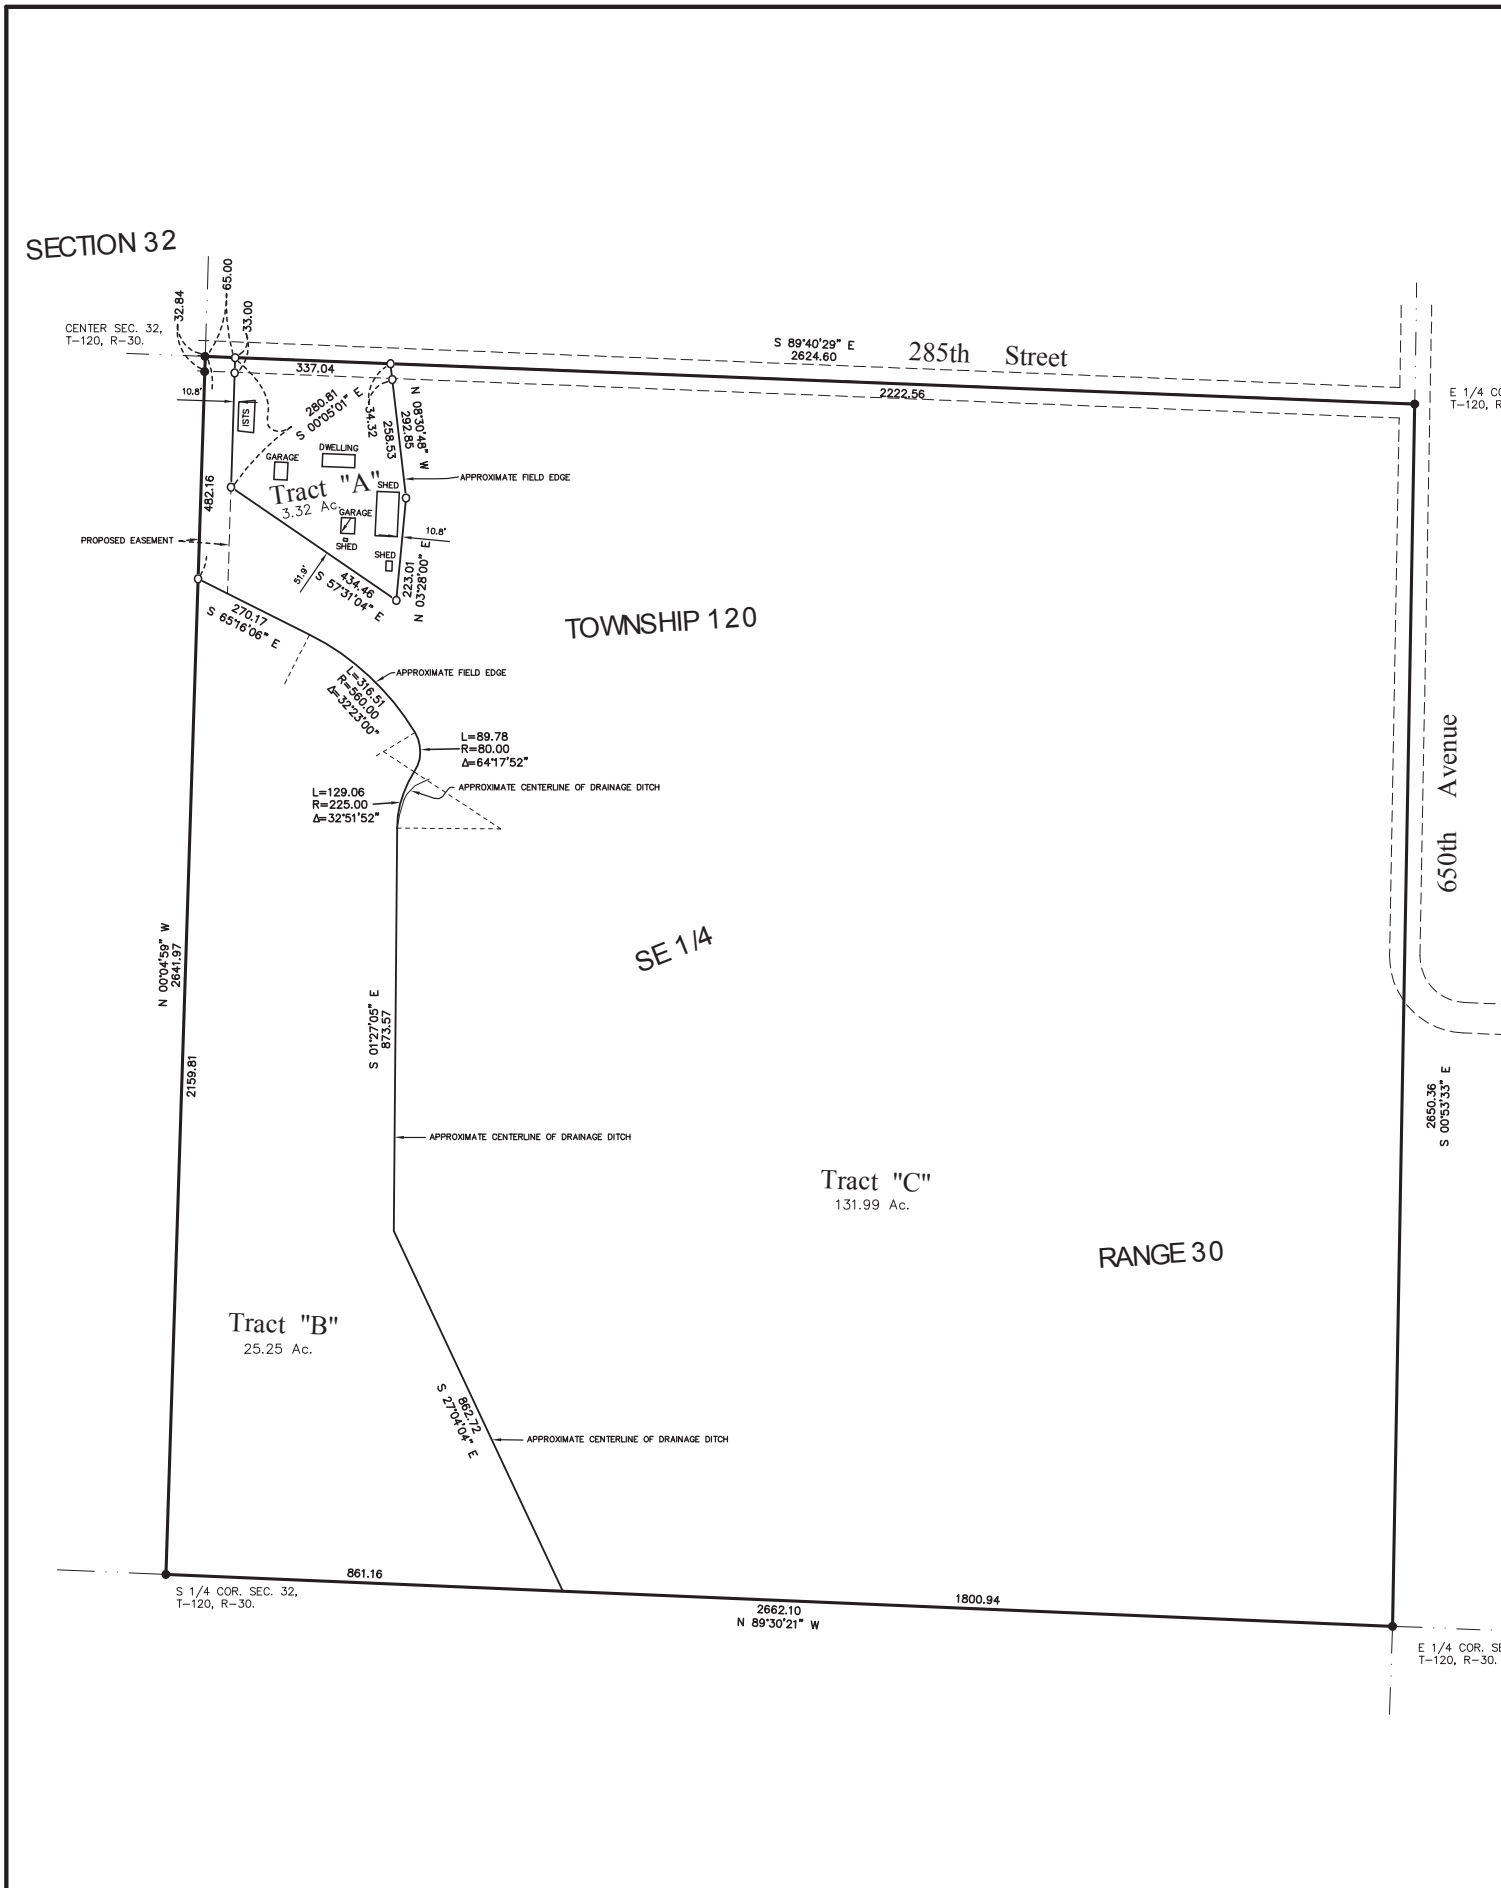 SECTION 32
65.00
32.84
33.00
CENTER SEC. 32,
T-120, R-30.
S 89°40'29" E
2624.60
285th Street
337.04
2222.56
E 1/4 CO
T-120, R
10.8'
ISTS
280.81
S 00°05'01" E
34.32
N 08°30'48" W
292.85
258.53
DWELLING
GARAGE
APPROXIMATE FIELD EDGE
Tract "A"
3.32 Ac.
SHED
GARAGE
SHED
SHED
482.16
PROPOSED EASEMENT
10.8'
51.9'
434.46
S 57°31'04" E
223.01
N 03°28'00" E
270.17
S 65°16'06" E
TOWNSHIP 120
APPROXIMATE FIELD EDGE
L=316.51
R=560.00
Δ=32°23'00"
L=89.78
R=80.00
Δ=64°17'52"
L=129.06
R=225.00
Δ=32°51'52"
APPROXIMATE CENTERLINE OF DRAINAGE DITCH
650th Avenue
SE 1/4
N 00°04'59" W
2641.97
S 01°27'05" E
873.57
2159.81
2650.36
S 00°53'33" E
APPROXIMATE CENTERLINE OF DRAINAGE DITCH
Tract "C"
131.99 Ac.
RANGE 30
Tract "B"
25.25 Ac.
862.72
S 27°04'04" E
APPROXIMATE CENTERLINE OF DRAINAGE DITCH
861.16
S 1/4 COR. SEC. 32,
T-120, R-30.
1800.94
2662.10
N 89°30'21" W
E 1/4 COR. SE
T-120, R-30.